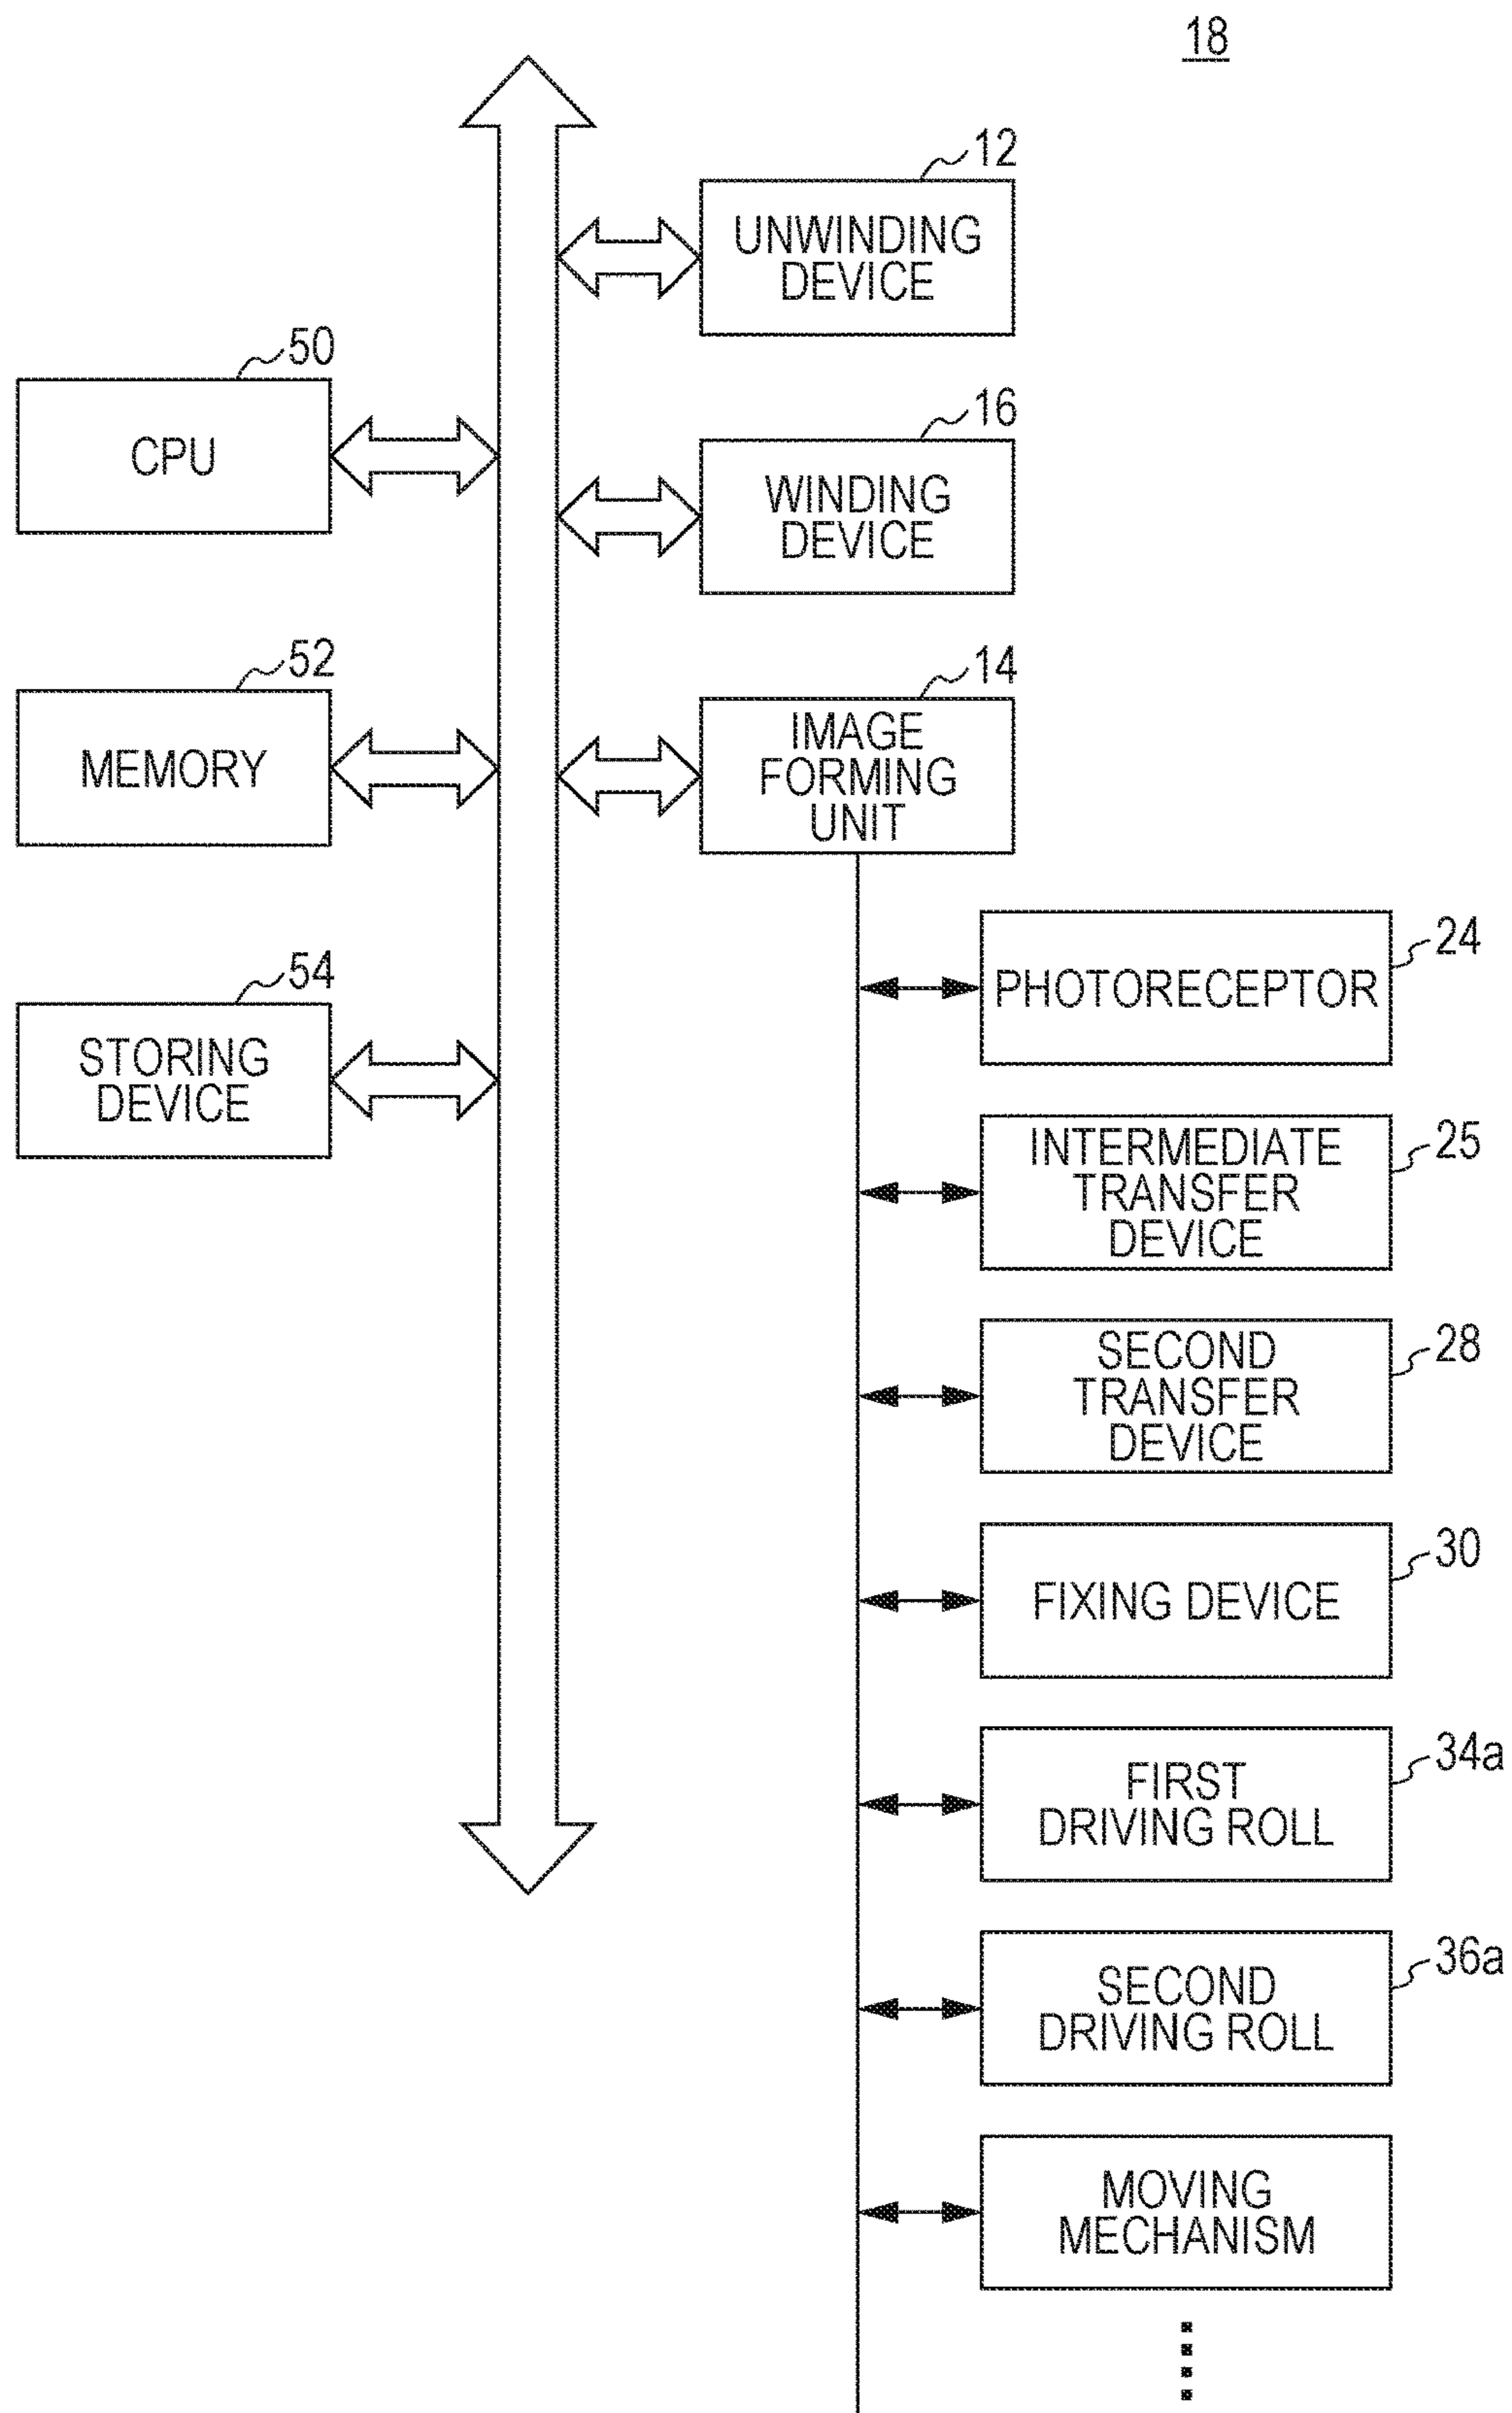 18
12
UNWINDING
DEVICE
50
CPU
16
WINDING
DEVICE
52
MEMORY
14
IMAGE
FORMING
UNIT
54
STORING
DEVICE
24
PHOTORECEPTOR
25
INTERMEDIATE
TRANSFER
DEVICE
28
SECOND
TRANSFER
DEVICE
30
FIXING DEVICE
34a
FIRST
DRIVING ROLL
36a
SECOND
DRIVING ROLL
MOVING
MECHANISM